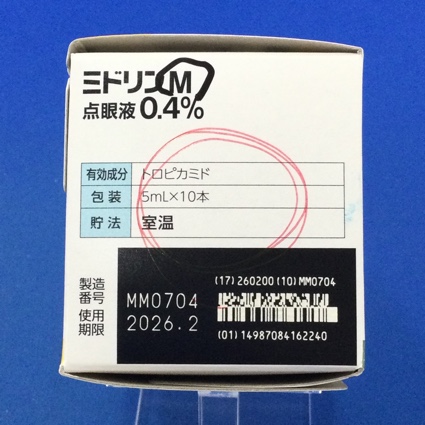 ミドリンM
点眼液0.4%
有効成分 トロピカミド
包装 5mL×10本
貯法 室温
(17) 260200 (10) MM0704
製造番号 MM0704
使用期限 2026.2
(01) 14987084162240